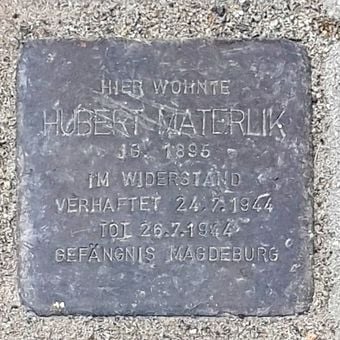 HIER WOHNTE
HUBERT MATERLIK
JG. 1895
IM WIDERSTAND
VERHAFTET 24.7.1944
TOT 26.7.1944
GEFÄNGNIS MAGDEBURG